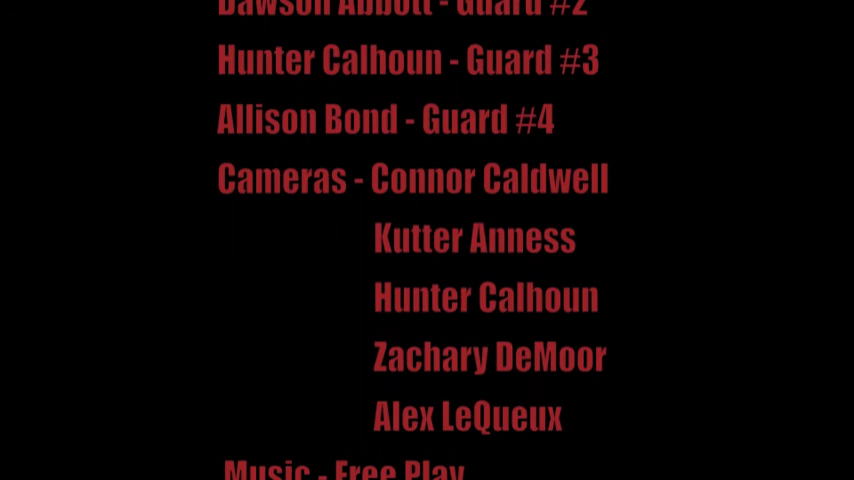 Dawson Abbott - Guard #2
Hunter Calhoun - Guard #3
Allison Bond - Guard #4
Cameras - Connor Caldwell
Kutter Anness
Hunter Calhoun
Zachary DeMoor
Alex LeQueux
Music - Free Play